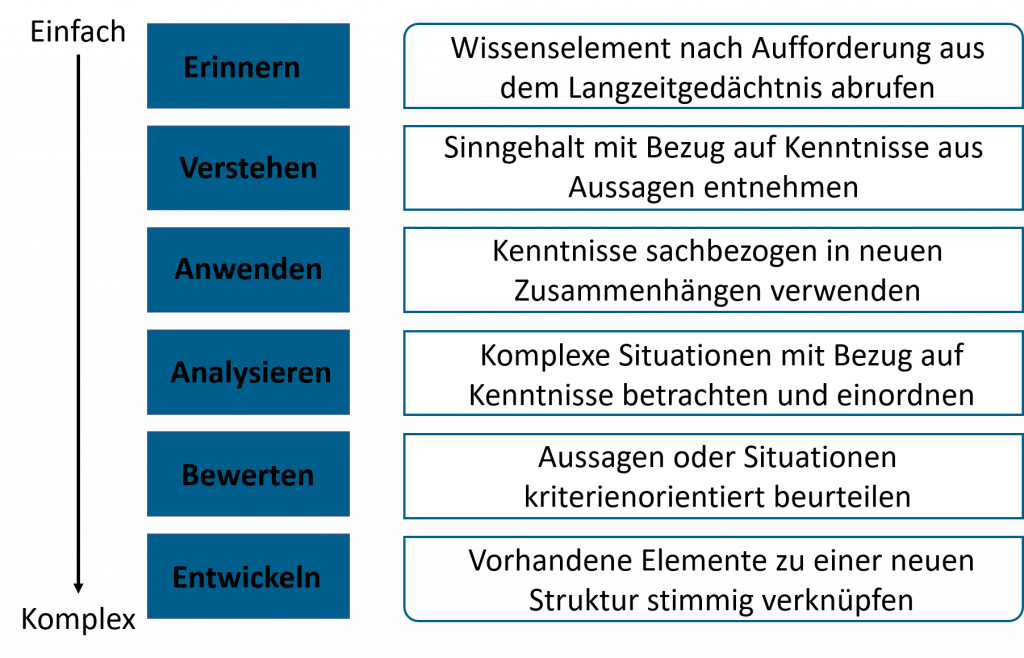 Einfach
Erinnern
Wissenselement nach Aufforderung aus
dem Langzeitgedächtnis abrufen
Verstehen
Sinngehalt mit Bezug auf Kenntnisse aus
Aussagen entnehmen
Anwenden
Kenntnisse sachbezogen in neuen
Zusammenhängen verwenden
Analysieren
Komplexe Situationen mit Bezug auf
Kenntnisse betrachten und einordnen
Bewerten
Aussagen oder Situationen
kriterienorientiert beurteilen
Entwickeln
Vorhandene Elemente zu einer neuen
Struktur stimmig verknüpfen
Komplex